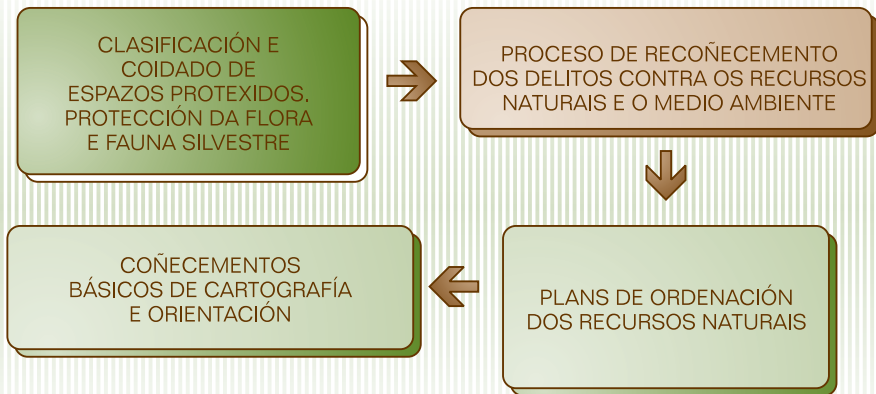 CLASIFICACIÓN E
COIDADO DE
ESPAZOS PROTEXIDOS.
PROTECCIÓN DA FLORA
E FAUNA SILVESTRE
PROCESO DE RECOÑECEMENTO
DOS DELITOS CONTRA OS RECURSOS
NATURAIS E O MEDIO AMBIENTE
PLANS DE ORDENACIÓN
DOS RECURSOS NATURAIS
COÑECEMENTOS
BÁSICOS DE CARTOGRAFÍA
E ORIENTACIÓN